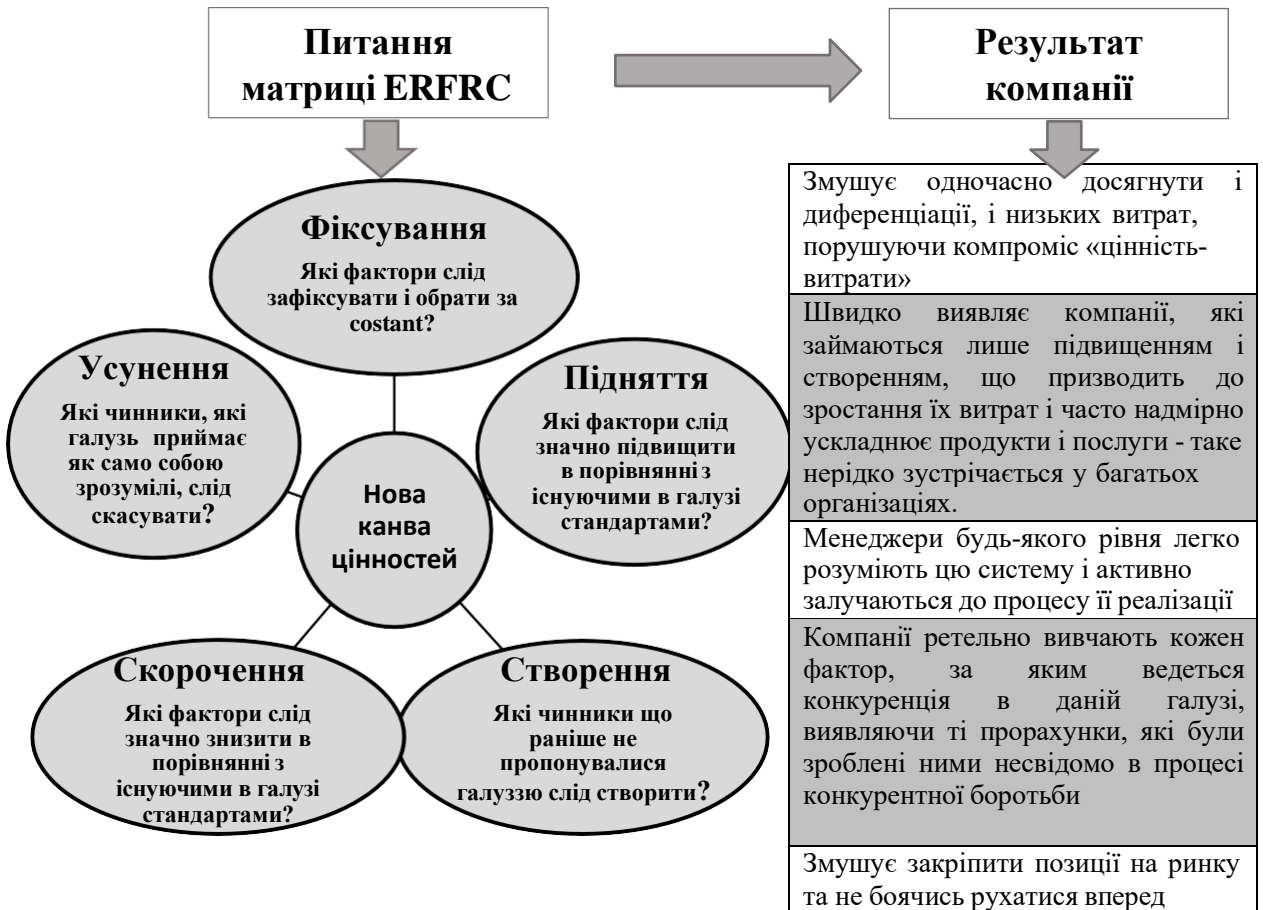 Питання
матриці ERFRC
Результат
компанії
Фіксування
Які фактори слід
зафіксувати і обрати за
costant?
Усунення
Які чинники, які
галузь приймає
як само собою
зрозумілі, слід
скасувати?
Підняття
Які фактори слід
значно підвищити
в порівнянні з
існуючими в галузі
стандартами?
Нова
канва
цінностей
Скорочення
Які фактори слід
значно знизити в
порівнянні з
існуючими в галузі
стандартами?
Створення
Які чинники що
раніше не
пропонувалися
галуззю слід створити?
Змушує одночасно досягнути і
диференціації, і низьких витрат,
порушуючи компроміс «цінність-
витрати»
Швидко виявляє компанії, які
займаються лише підвищенням і
створенням, що призводить до
зростання їх витрат і часто надмірно
ускладнює продукти і послуги - таке
нерідко зустрічається у багатьох
організаціях.
Менеджери будь-якого рівня легко
розуміють цю систему і активно
залучаються до процесу її реалізації
Компанії ретельно вивчають кожен
фактор, за яким ведеться
конкуренція в даній галузі,
виявляючи ті прорахунки, які були
зроблені ними несвідомо в процесі
конкурентної боротьби
Змушує закріпити позиції на ринку
та не боячись рухатися вперед